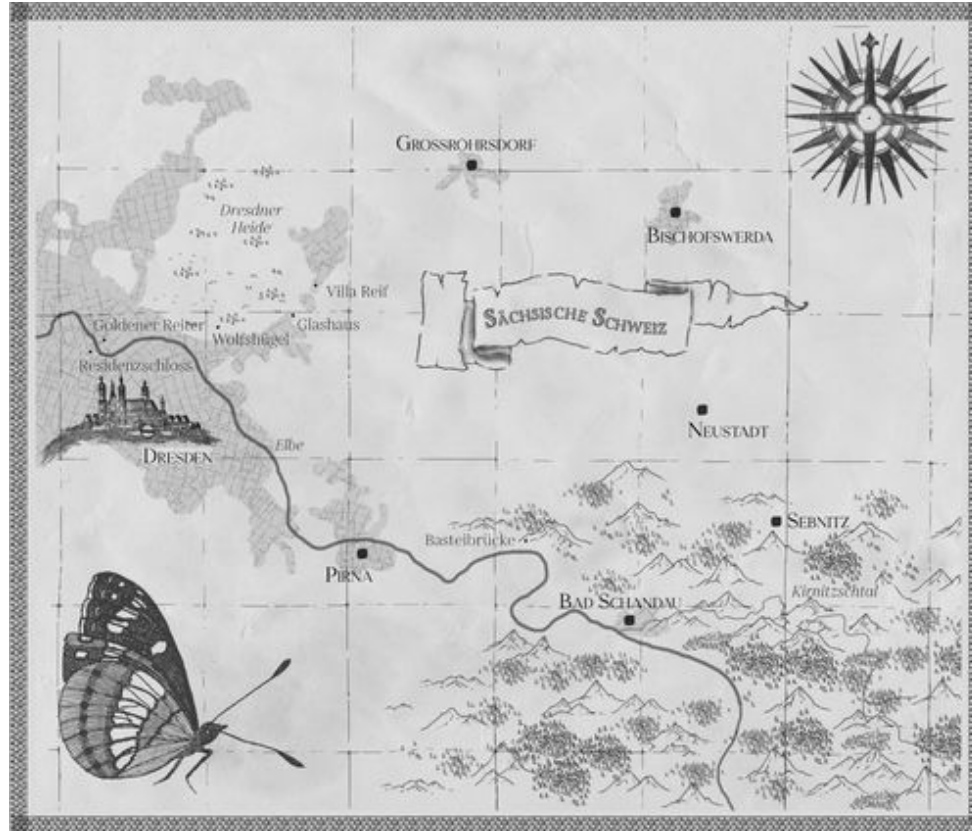 GROSSRÖHRSDORF
Dresdner
Heide
BISCHOFSWERDA
Villa Reif
SÄCHSISCHE SCHWEIZ
Goldener Reiter
Glashaus
Wolfshügel
Residenzschloss
NEUSTADT
Elbe
DRESDEN
SEBNITZ
Basteibrücke
PIRNA
Kirnitzschtal
BAD SCHANDAU